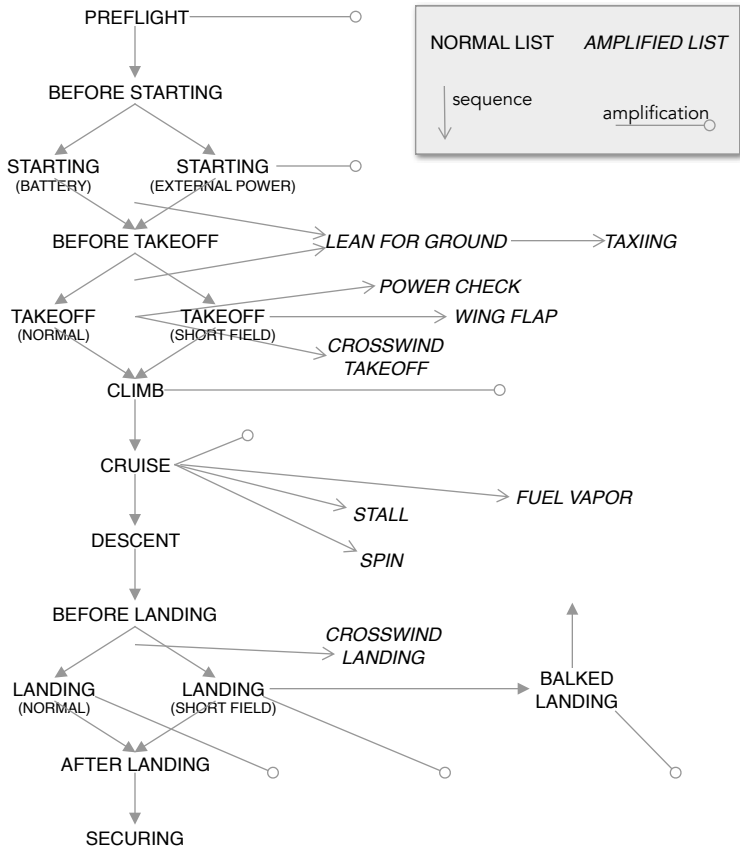 PREFLIGHT
NORMAL LIST
AMPLIFIED LIST
sequence
amplification
BEFORE STARTING
STARTING
(BATTERY)
STARTING
(EXTERNAL POWER)
BEFORE TAKEOFF
LEAN FOR GROUND
TAXIING
POWER CHECK
TAKEOFF
(NORMAL)
TAKEOFF
(SHORT FIELD)
WING FLAP
CROSSWIND
TAKEOFF
CLIMB
CRUISE
FUEL VAPOR
STALL
DESCENT
SPIN
BEFORE LANDING
CROSSWIND
LANDING
LANDING
(NORMAL)
LANDING
(SHORT FIELD)
BALKED
LANDING
AFTER LANDING
SECURING